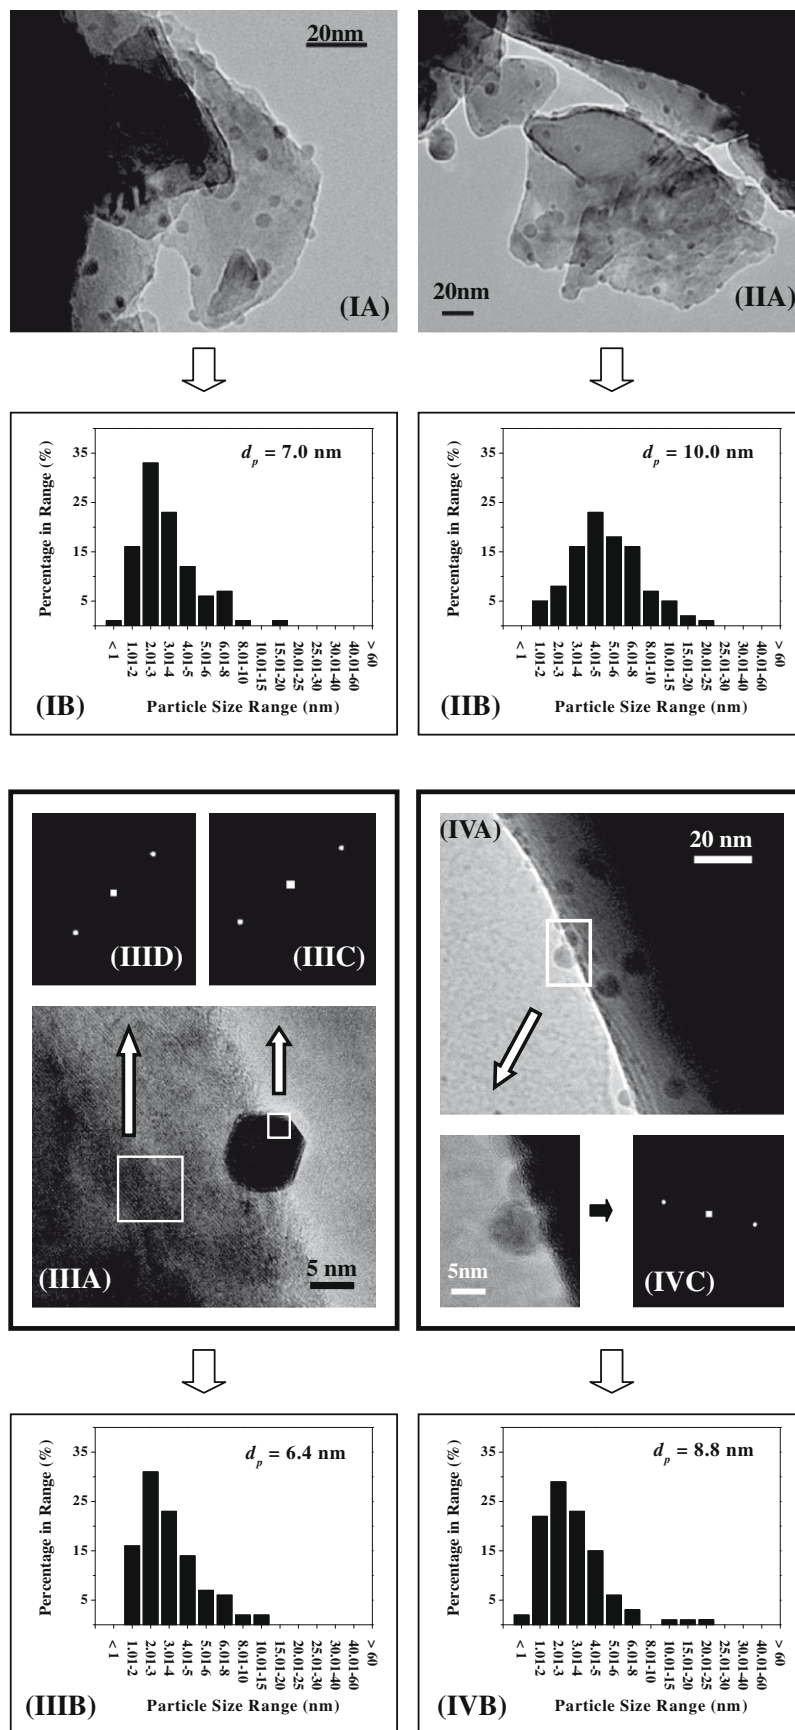 20nm
(IA)
20nm
(IIA)
d_p = 7.0 nm
Percentage in Range (%)
35
25
15
5
< 1
1.01-2
2.01-3
3.01-4
4.01-5
5.01-6
6.01-8
8.01-10
10.01-15
15.01-20
20.01-25
25.01-30
30.01-40
40.01-60
> 60
Particle Size Range (nm)
(IB)
d_p = 10.0 nm
Percentage in Range (%)
35
25
15
5
< 1
1.01-2
2.01-3
3.01-4
4.01-5
5.01-6
6.01-8
8.01-10
10.01-15
15.01-20
20.01-25
25.01-30
30.01-40
40.01-60
> 60
Particle Size Range (nm)
(IIB)
(IIID)
(IIIC)
(IIIA)
5 nm
(IVA)
20 nm
5nm
(IVC)
d_p = 6.4 nm
Percentage in Range (%)
35
25
15
5
< 1
1.01-2
2.01-3
3.01-4
4.01-5
5.01-6
6.01-8
8.01-10
10.01-15
15.01-20
20.01-25
25.01-30
30.01-40
40.01-60
> 60
Particle Size Range (nm)
(IIIB)
d_p = 8.8 nm
Percentage in Range (%)
35
25
15
5
< 1
1.01-2
2.01-3
3.01-4
4.01-5
5.01-6
6.01-8
8.01-10
10.01-15
15.01-20
20.01-25
25.01-30
30.01-40
40.01-60
> 60
Particle Size Range (nm)
(IVB)